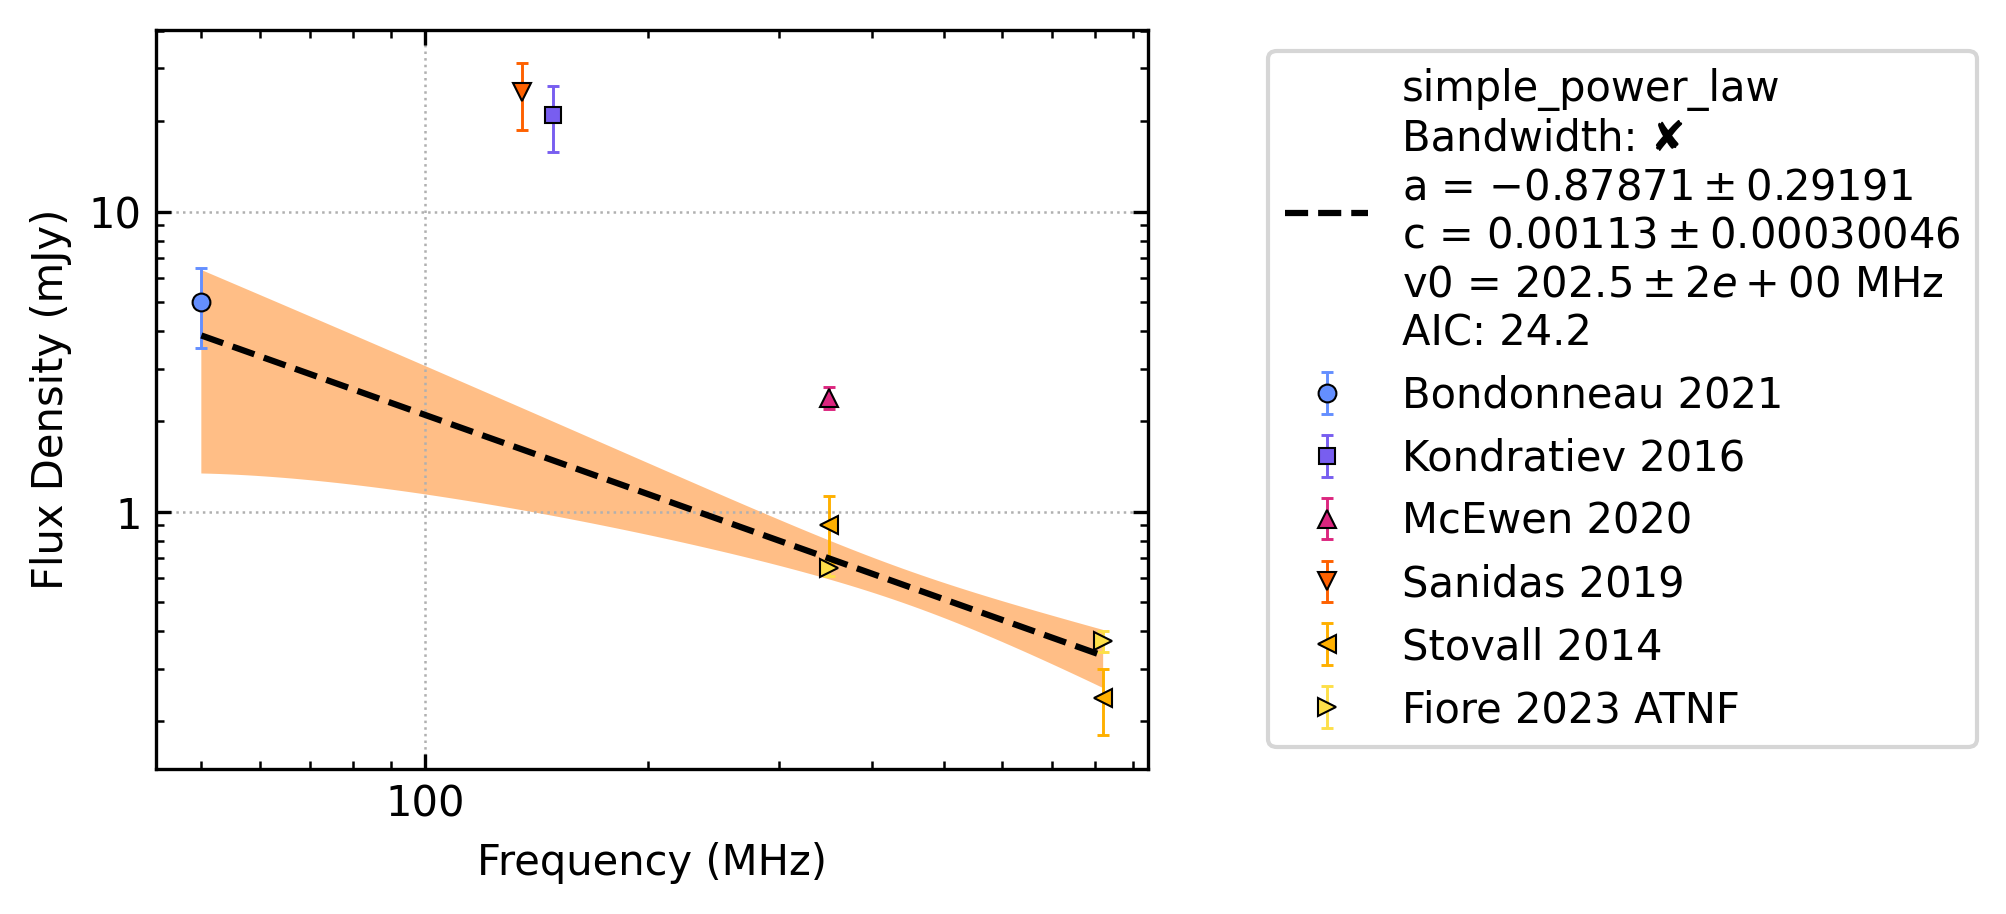 10
1
Flux Density (mJy)
100
Frequency (MHz)
simple_power_law
Bandwidth: ✘
a = −0.87871 ± 0.29191
c = 0.00113 ± 0.00030046
v0 = 202.5 ± 2e + 00 MHz
AIC: 24.2
Bondonneau 2021
Kondratiev 2016
McEwen 2020
Sanidas 2019
Stovall 2014
Fiore 2023 ATNF